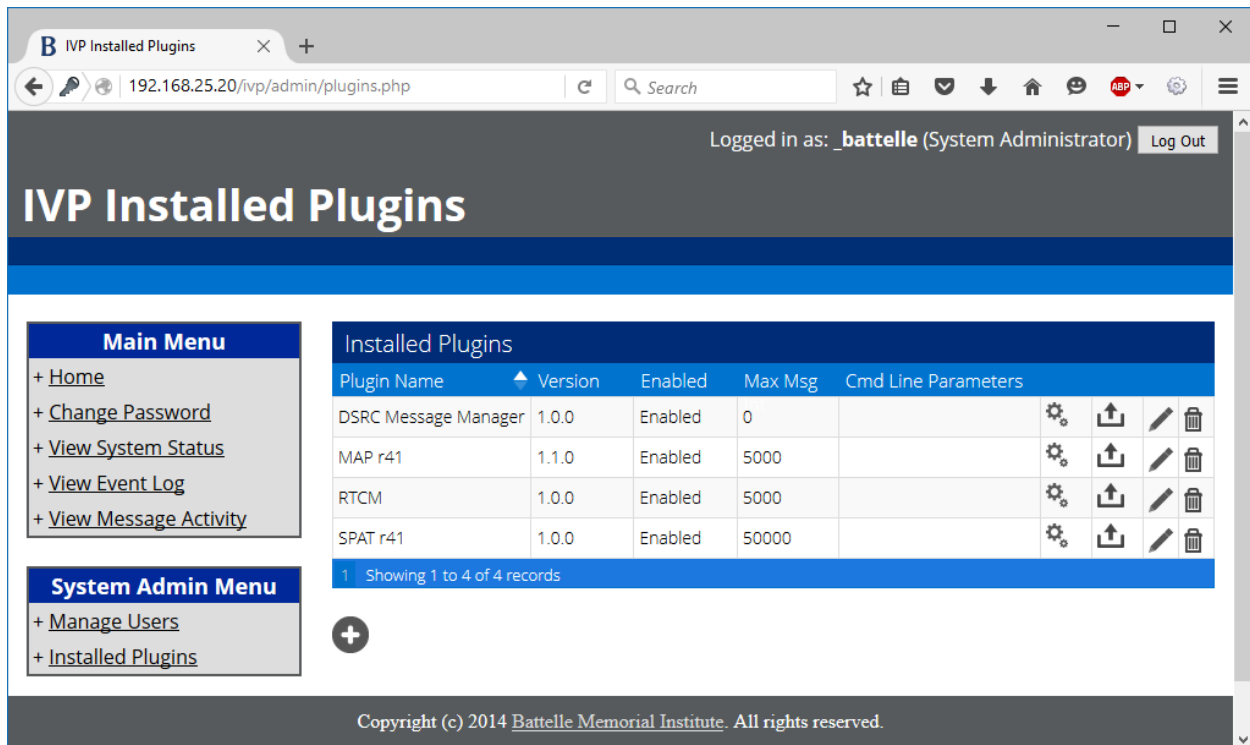 B IVP Installed Plugins
192.168.25.20/ivp/admin/plugins.php
Search
ABP
Logged in as: _battelle (System Administrator) Log Out
IVP Installed Plugins
Main Menu
+ Home
+ Change Password
+ View System Status
+ View Event Log
+ View Message Activity
System Admin Menu
+ Manage Users
+ Installed Plugins
Installed Plugins
Plugin Name Version Enabled Max Msg Cmd Line Parameters
DSRC Message Manager 1.0.0 Enabled 0
MAP r41 1.1.0 Enabled 5000
RTCM 1.0.0 Enabled 5000
SPAT r41 1.0.0 Enabled 50000
1 Showing 1 to 4 of 4 records
Copyright (c) 2014 Battelle Memorial Institute. All rights reserved.